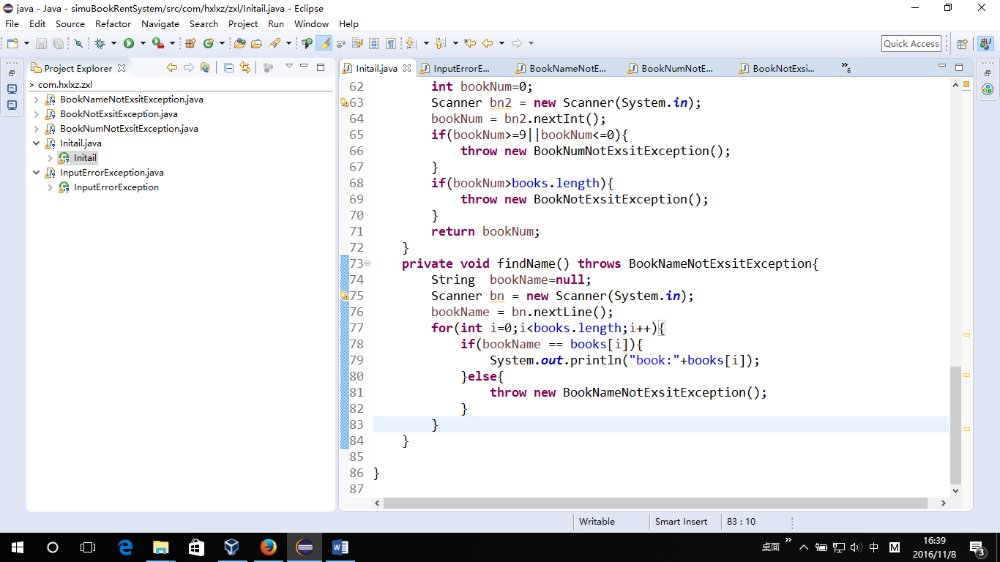 java - Java - simuBookRentSystem/src/com/hxlxz/zxl/Initail.java - Eclipse
File Edit Source Refactor Navigate Search Project Run Window Help
Quick Access
Project Explorer
> com.hxlxz.zxl
BookNameNotExsitException.java
BookNotExsitException.java
BookNumNotExsitException.java
Initail.java
Initail
InputErrorException.java
InputErrorException
Initail.java InputErrorE... BookNameNotE... BookNumNotE... BookNotExsi... »6
62 int bookNum=0;
63 Scanner bn2 = new Scanner(System.in);
64 bookNum = bn2.nextInt();
65 if(bookNum>=9||bookNum<=0){
66 throw new BookNumNotExsitException();
67 }
68 if(bookNum>books.length){
69 throw new BookNotExsitException();
70 }
71 return bookNum;
72 }
73 private void findName() throws BookNameNotExsitException{
74 String  bookName=null;
75 Scanner bn = new Scanner(System.in);
76 bookName = bn.nextLine();
77 for(int i=0;i<books.length;i++){
78 if(bookName == books[i]){
79 System.out.println("book:"+books[i]);
80 }else{
81 throw new BookNameNotExsitException();
82 }
83 }
84 }
85
86 }
87
Writable Smart Insert 83 : 10
桌面 » 中 M 16:39 3
2016/11/8